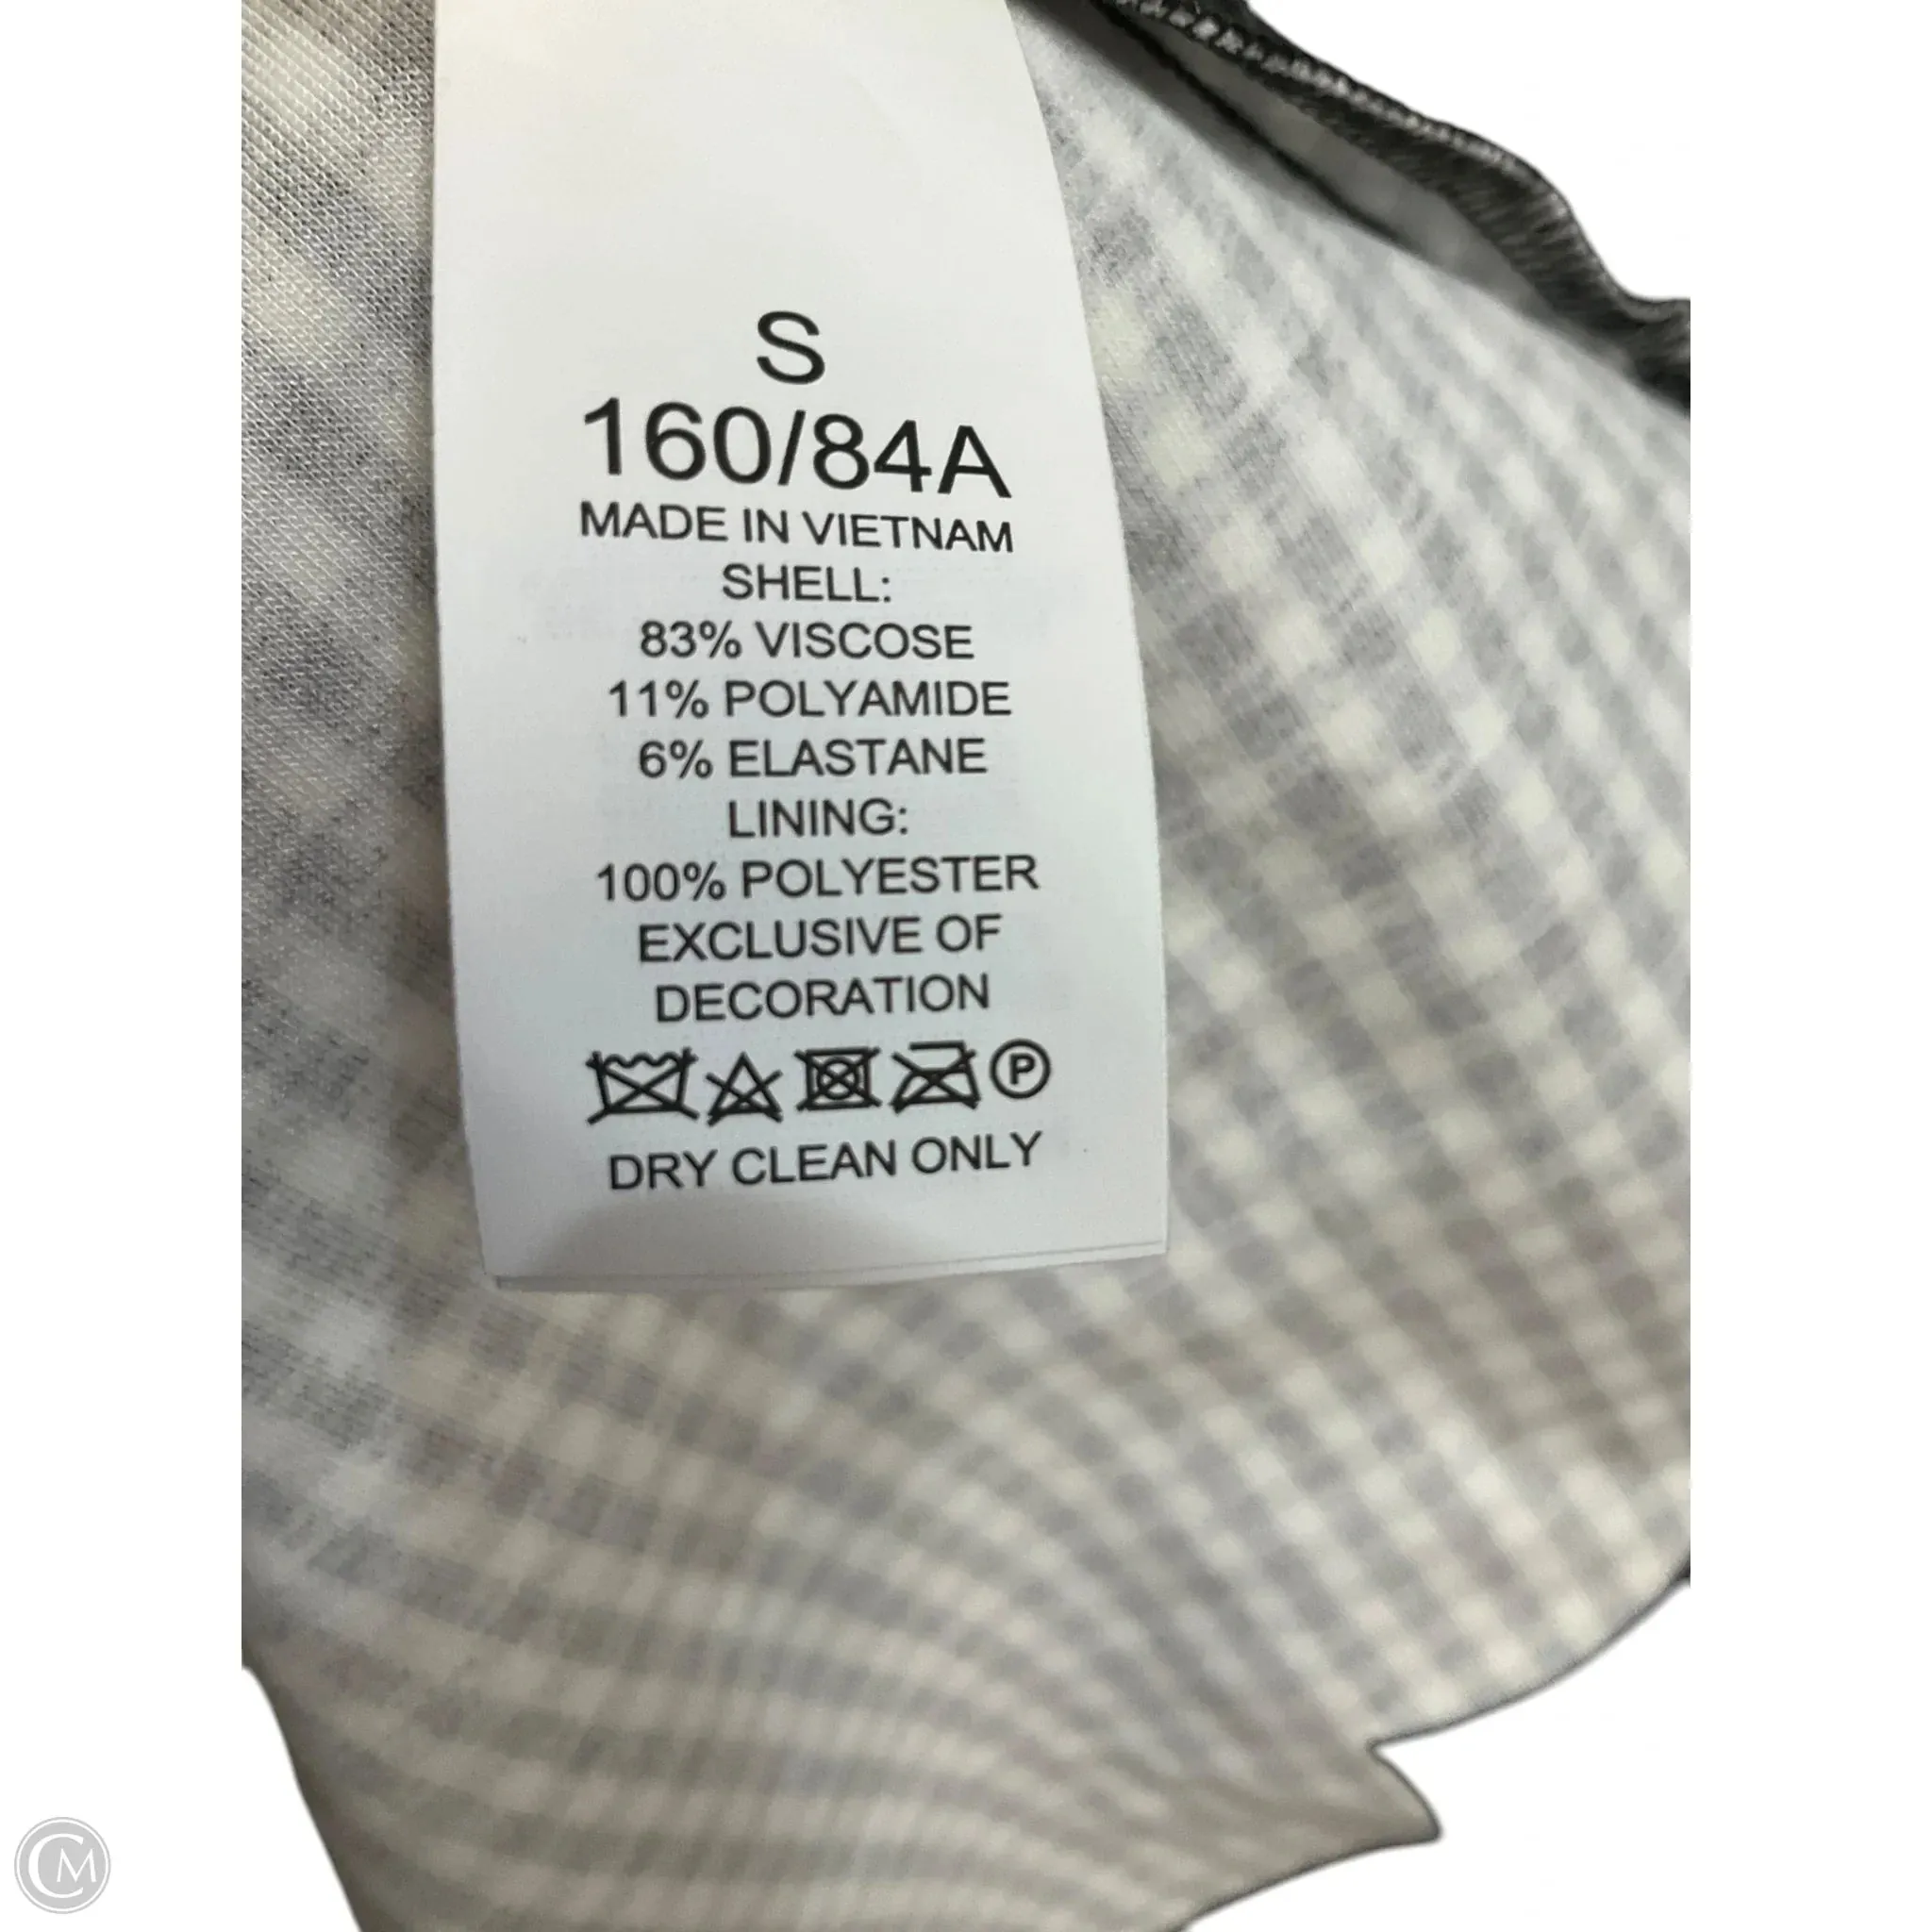 S
160/84A
MADE IN VIETNAM
SHELL:
83% VISCOSE
11% POLYAMIDE
6% ELASTANE
LINING:
100% POLYESTER
EXCLUSIVE OF
DECORATION
P
DRY CLEAN ONLY
CM